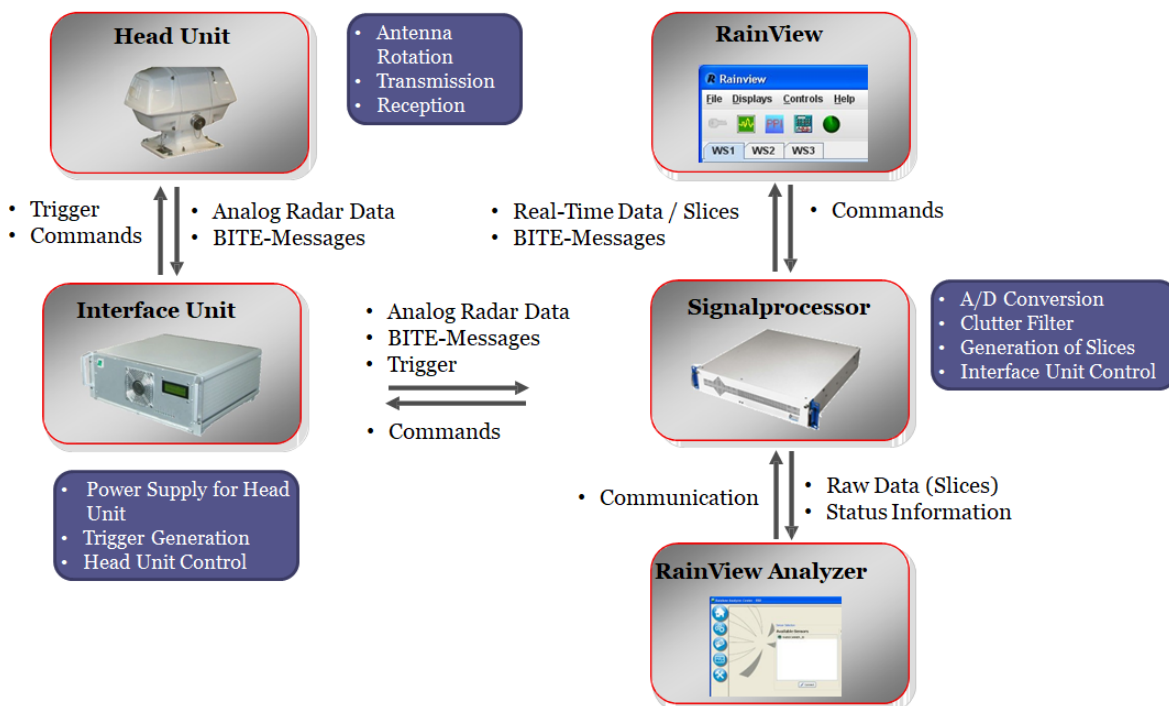 Head Unit
• Antenna
Rotation
• Transmission
• Reception
RainView
Rainview
File Displays Controls Help
PPI
WS1 WS2 WS3
• Trigger
• Commands
• Analog Radar Data
• BITE-Messages
• Real-Time Data / Slices
• BITE-Messages
• Commands
Interface Unit
• Analog Radar Data
• BITE-Messages
• Trigger
• Commands
Signalprocessor
• A/D Conversion
• Clutter Filter
• Generation of Slices
• Interface Unit Control
• Power Supply for Head
Unit
• Trigger Generation
• Head Unit Control
• Communication
• Raw Data (Slices)
• Status Information
RainView Analyzer
Available Sensors